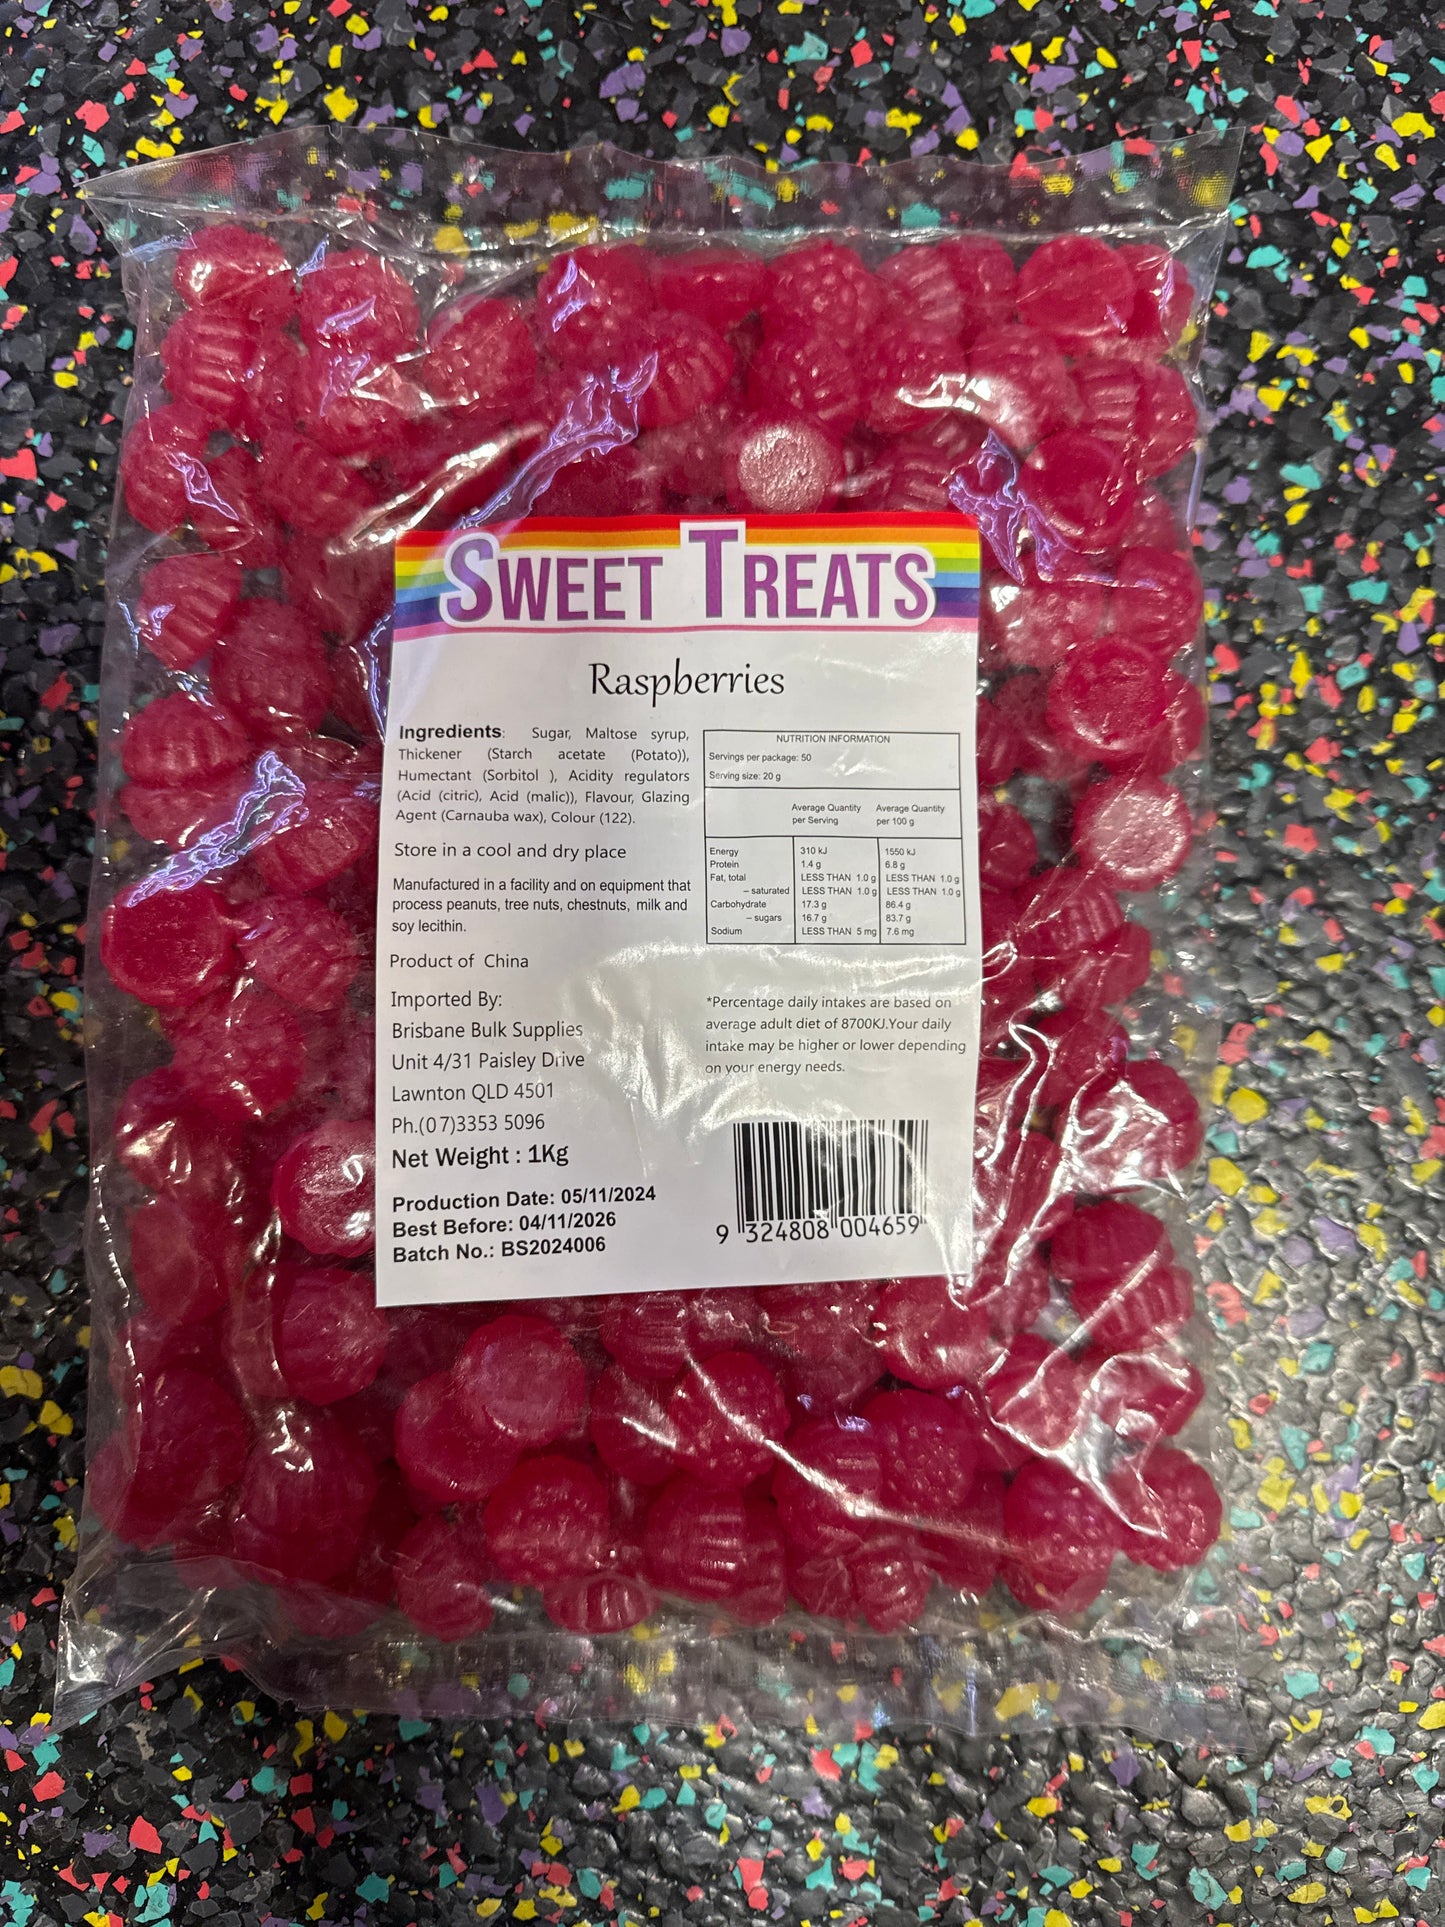 SWEET TREATS
Raspberries
Ingredients: Sugar, Maltose syrup,
Thickener (Starch acetate (Potato)),
Humectant (Sorbitol ), Acidity regulators
(Acid (citric), Acid (malic)), Flavour, Glazing
Agent (Carnauba wax), Colour (122).
Store in a cool and dry place
Manufactured in a facility and on equipment that
process peanuts, tree nuts, chestnuts, milk and
soy lecithin.
Product of China
Imported By:
Brisbane Bulk Supplies
Unit 4/31 Paisley Drive
Lawnton QLD 4501
Ph.(07)3353 5096
Net Weight : 1Kg
Production Date: 05/11/2024
Best Before: 04/11/2026
Batch No.: BS2024006
NUTRITION INFORMATION
Servings per package: 50
Serving size: 20 g
Average Quantity Average Quantity
per Serving per 100 g
Energy 310 kJ 1550 kJ
Protein 1.4 g 6.8 g
Fat, total LESS THAN 1.0 g LESS THAN 1.0 g
– saturated LESS THAN 1.0 g LESS THAN 1.0 g
Carbohydrate 17.3 g 86.4 g
– sugars 16.7 g 83.7 g
Sodium LESS THAN 5 mg 7.6 mg
*Percentage daily intakes are based on
average adult diet of 8700KJ.Your daily
intake may be higher or lower depending
on your energy needs.
9 324808 004659